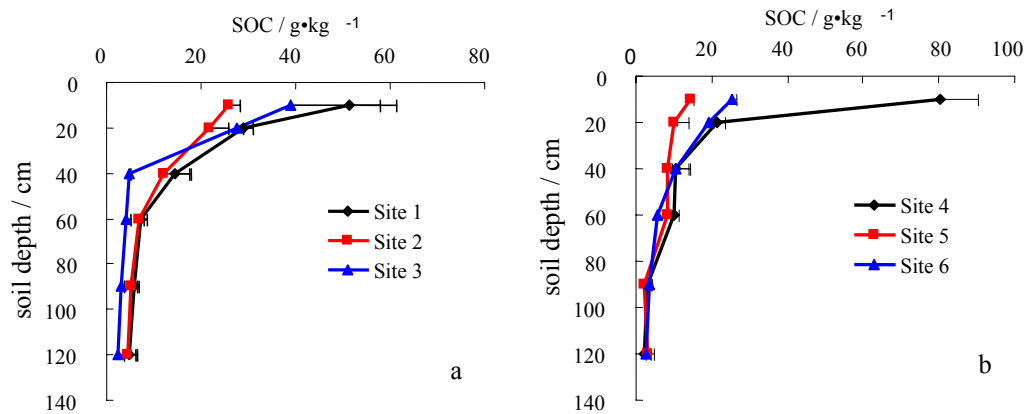 SOC / g•kg -1
0 20 40 60 80
0
20
40
60
80
100
120
140
soil depth / cm
Site 1
Site 2
Site 3
a
SOC / g•kg -1
0 20 40 60 80 100
0
20
40
60
80
100
120
140
soil depth / cm
Site 4
Site 5
Site 6
b